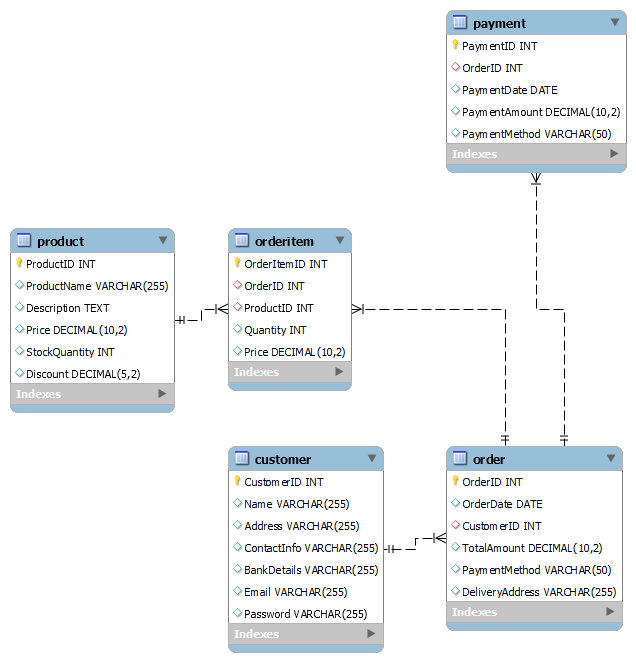 payment
PaymentID INT
OrderID INT
PaymentDate DATE
PaymentAmount DECIMAL(10,2)
PaymentMethod VARCHAR(50)
Indexes
product
ProductID INT
ProductName VARCHAR(255)
Description TEXT
Price DECIMAL(10,2)
StockQuantity INT
Discount DECIMAL(5,2)
Indexes
orderitem
OrderItemID INT
OrderID INT
ProductID INT
Quantity INT
Price DECIMAL(10,2)
Indexes
customer
CustomerID INT
Name VARCHAR(255)
Address VARCHAR(255)
ContactInfo VARCHAR(255)
BankDetails VARCHAR(255)
Email VARCHAR(255)
Password VARCHAR(255)
Indexes
order
OrderID INT
OrderDate DATE
CustomerID INT
TotalAmount DECIMAL(10,2)
PaymentMethod VARCHAR(50)
DeliveryAddress VARCHAR(255)
Indexes